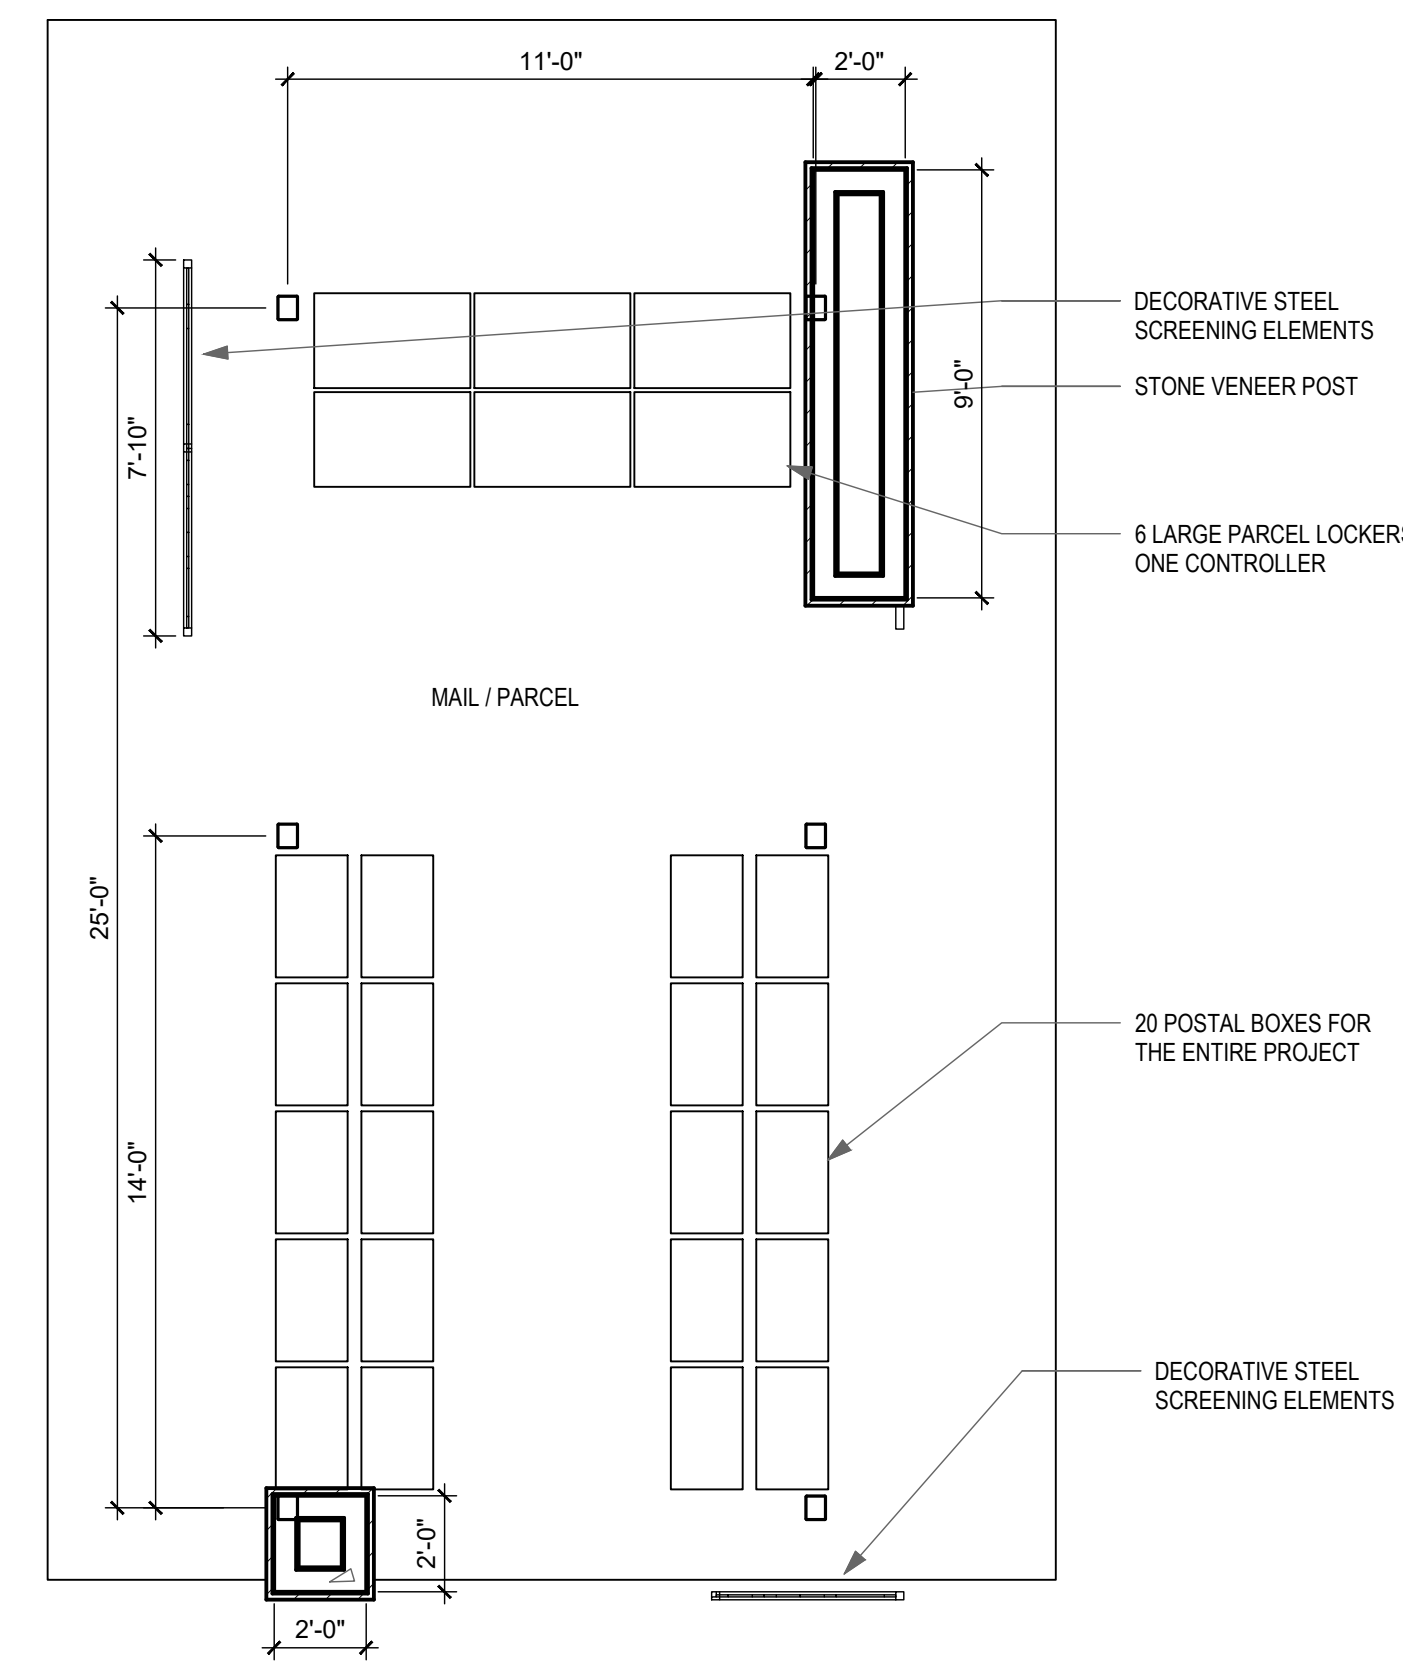 11'-0"
2'-0"
DECORATIVE STEEL
SCREENING ELEMENTS
STONE VENEER POST
9'-0"
7'-10"
6 LARGE PARCEL LOCKERS
ONE CONTROLLER
MAIL / PARCEL
25'-0"
20 POSTAL BOXES FOR
THE ENTIRE PROJECT
14'-0"
DECORATIVE STEEL
SCREENING ELEMENTS
2'-0"
2'-0"